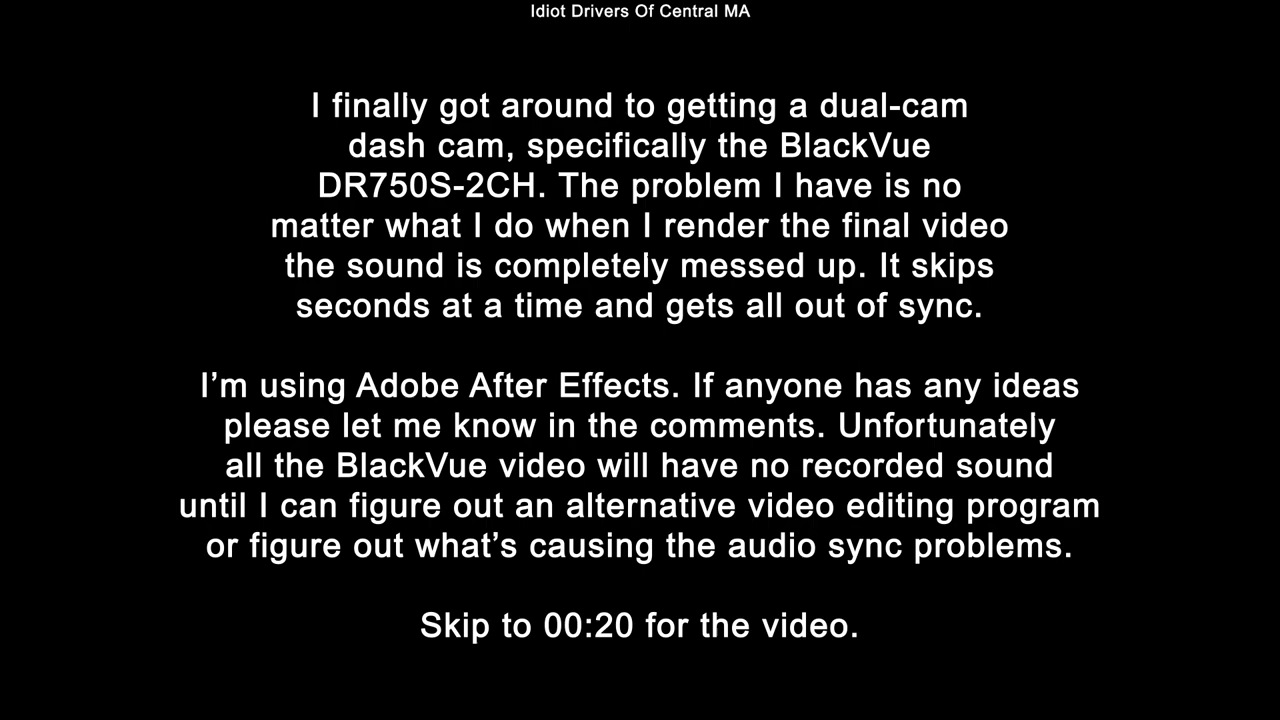 Idiot Drivers Of Central MA
I finally got around to getting a dual-cam
dash cam, specifically the BlackVue
DR750S-2CH. The problem I have is no
matter what I do when I render the final video
the sound is completely messed up. It skips
seconds at a time and gets all out of sync.
I’m using Adobe After Effects. If anyone has any ideas
please let me know in the comments. Unfortunately
all the BlackVue video will have no recorded sound
until I can figure out an alternative video editing program
or figure out what’s causing the audio sync problems.
Skip to 00:20 for the video.